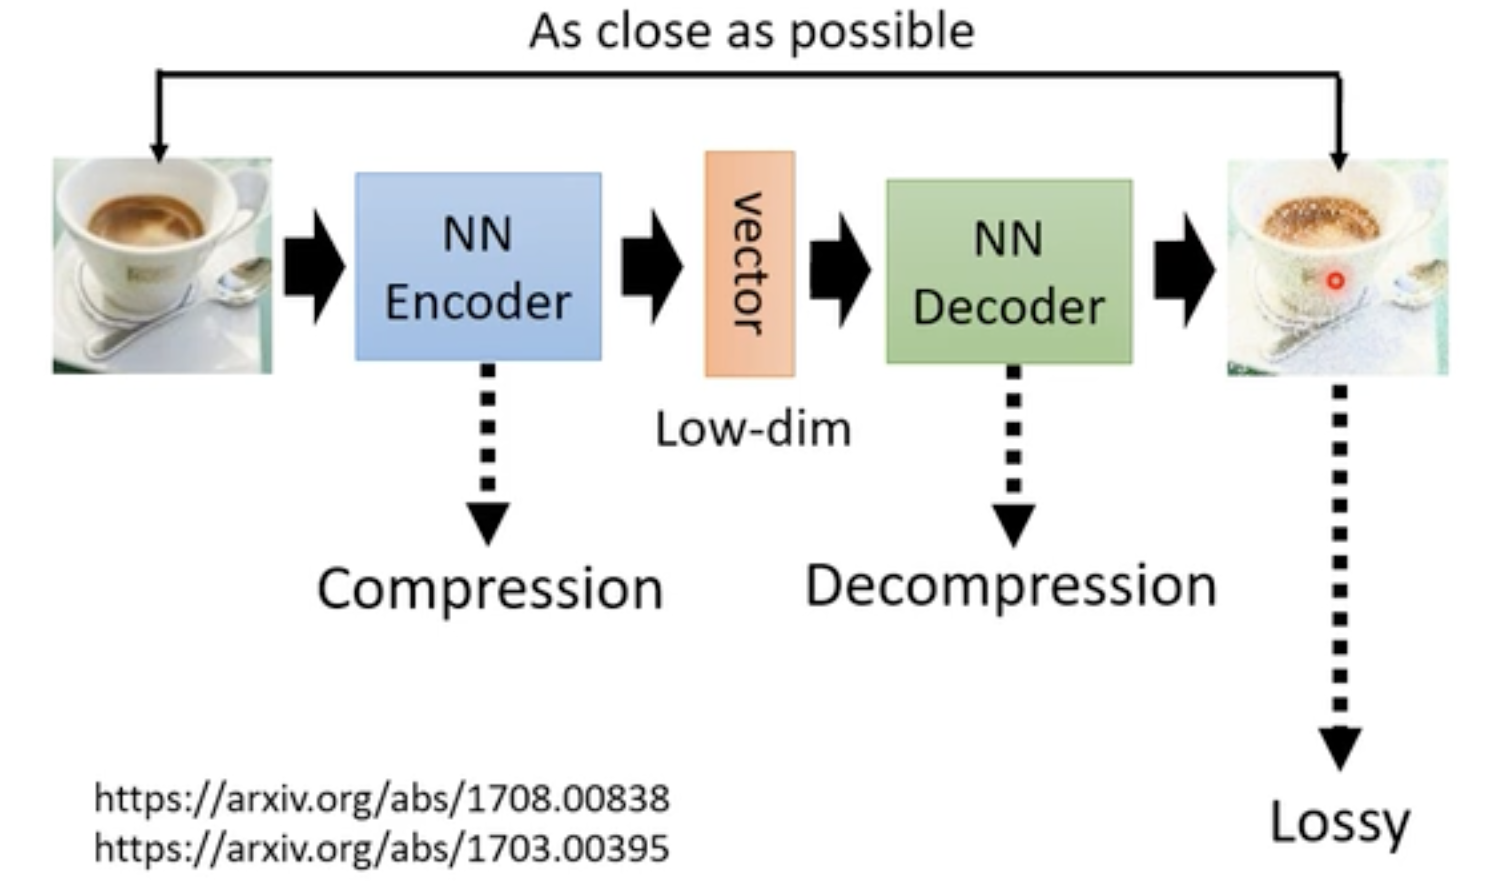 As close as possible
NN
Encoder
vector
NN
Decoder
Low-dim
Compression
Decompression
https://arxiv.org/abs/1708.00838
https://arxiv.org/abs/1703.00395
Lossy